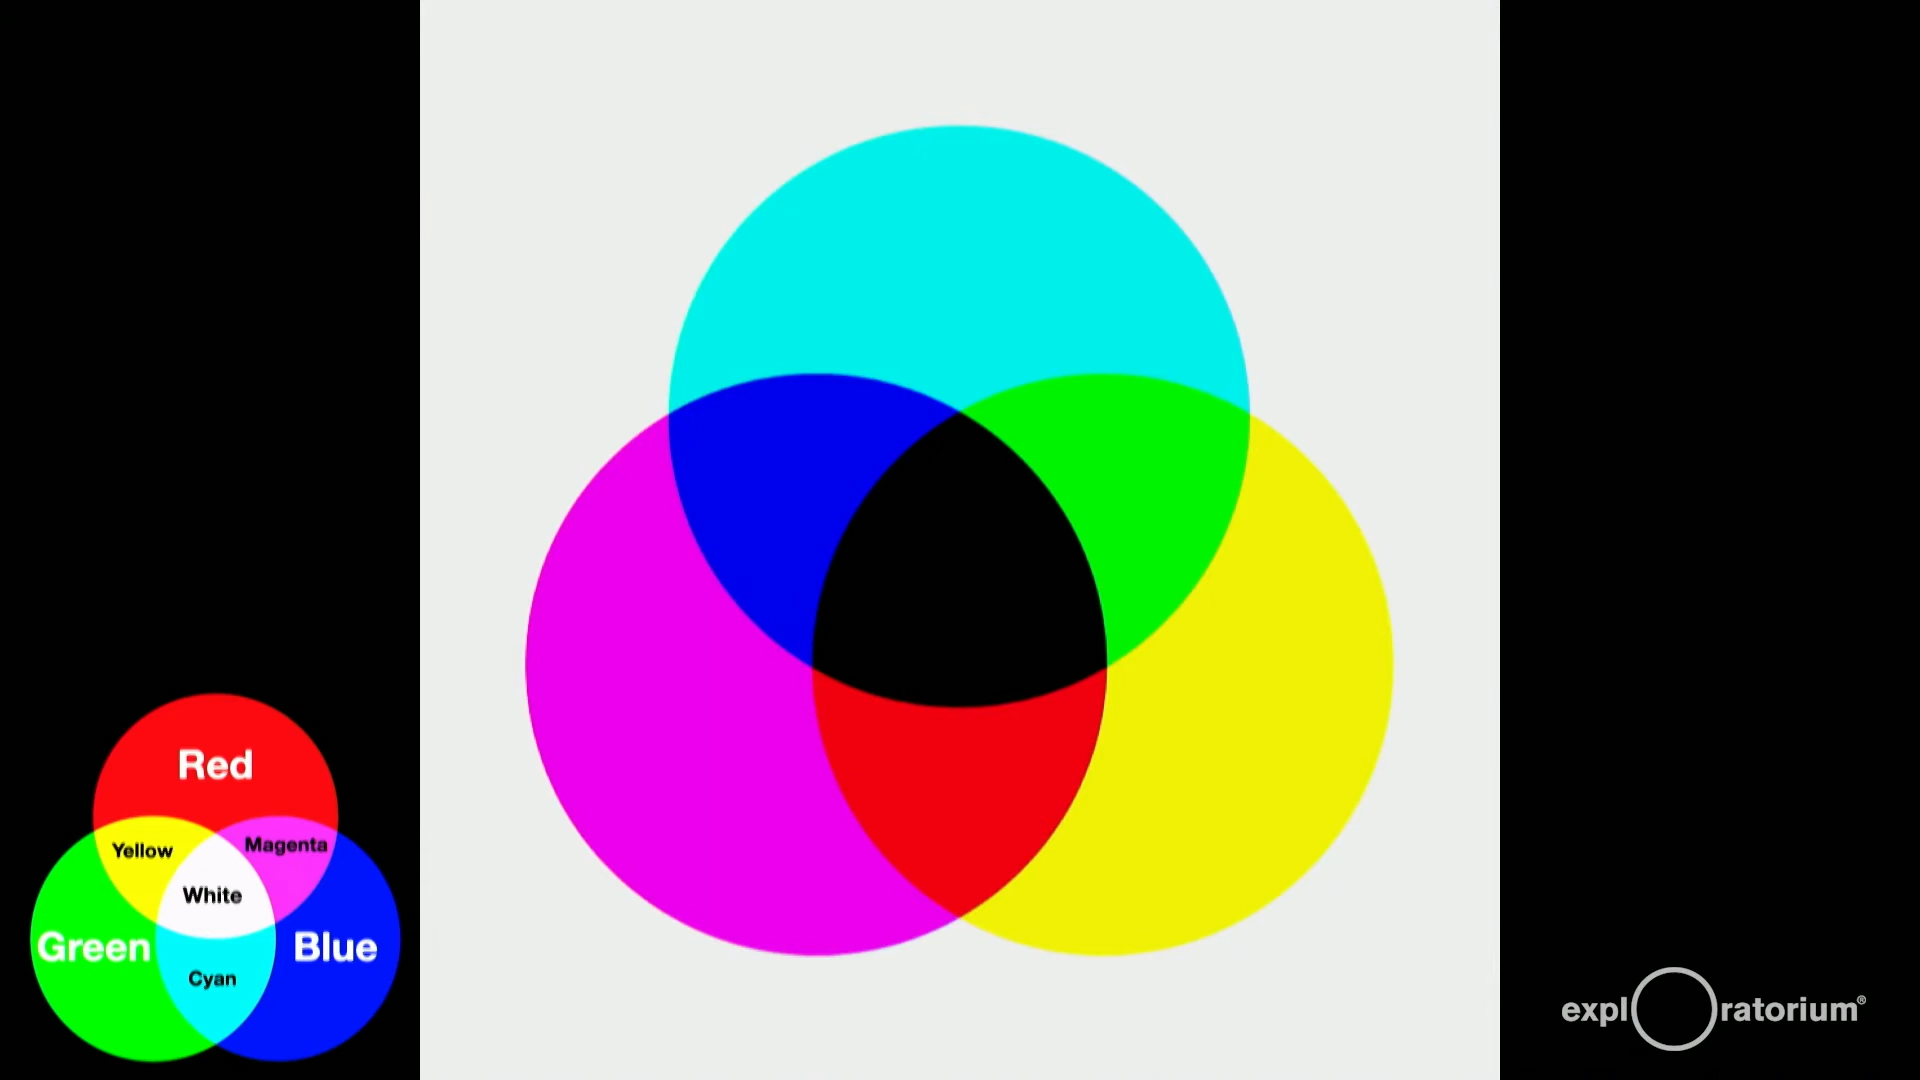 Red
Yellow
Magenta
White
Green
Blue
Cyan
expl ratorium®